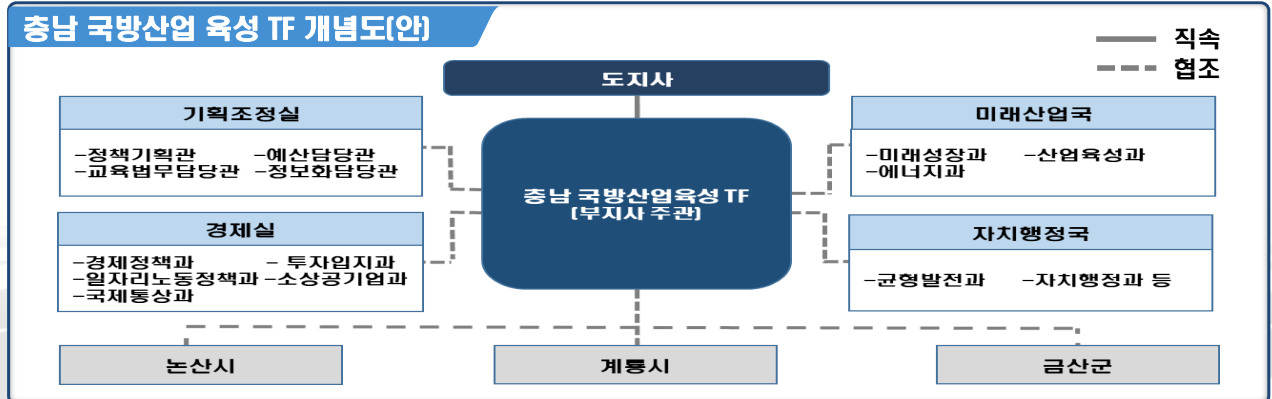 충남 국방산업 육성 TF 개념도(안)
직속
협조
도지사
기획조정실
-정책기획관 -예산담당관
-교육법무담당관 -정보화담당관
미래산업국
-미래성장과 -산업육성과
-에너지과
충남 국방산업육성 TF
(부지사 주관)
경제실
-경제정책과 - 투자입지과
-일자리노동정책과 -소상공기업과
-국제통상과
자치행정국
-균형발전과 -자치행정과 등
논산시
계룡시
금산군